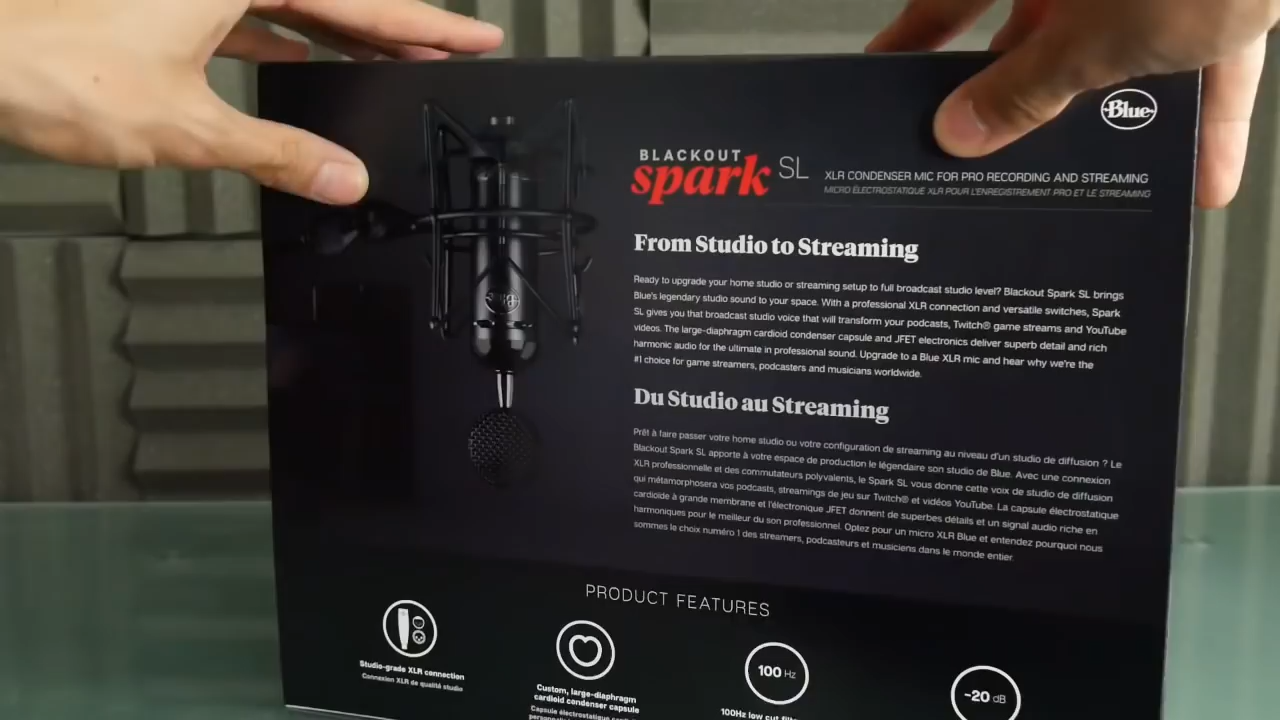 Blue
BLACKOUT
spark SL
XLR CONDENSER MIC FOR PRO RECORDING AND STREAMING
MICRO ÉLECTROSTATIQUE XLR POUR L'ENREGISTREMENT PRO ET LE STREAMING
From Studio to Streaming
Ready to upgrade your home studio or streaming setup to full broadcast studio level? Blackout Spark SL brings
Blue's legendary studio sound to your space. With a professional XLR connection and versatile switches, Spark
SL gives you that broadcast studio voice that will transform your podcasts, Twitch® game streams and YouTube
videos. The large-diaphragm cardioid condenser capsule and JFET electronics deliver superb detail and rich
harmonic audio for the ultimate in professional sound. Upgrade to a Blue XLR mic and hear why we're the
#1 choice for game streamers, podcasters and musicians worldwide.
Du Studio au Streaming
Prêt à faire passer votre home studio ou votre configuration de streaming au niveau d'un studio de diffusion ? Le
Blackout Spark SL apporte à votre espace de production le légendaire son studio de Blue. Avec une connexion
XLR professionnelle et des commutateurs polyvalents, le Spark SL vous donne cette voix de studio de diffusion
qui métamorphosera vos podcasts, streamings de jeu sur Twitch® et vidéos YouTube. La capsule électrostatique
cardioïde à grande membrane et l'électronique JFET donnent de superbes détails et un signal audio riche en
harmoniques pour le meilleur du son professionnel. Optez pour un micro XLR Blue et entendez pourquoi nous
sommes le choix numéro 1 des streamers, podcasteurs et musiciens dans le monde entier.
PRODUCT FEATURES
Studio-grade XLR connection
Connexion XLR de qualité studio
Custom, large-diaphragm
cardioid condenser capsule
Capsule électrostatique
100 Hz
100Hz low cut
-20 dB